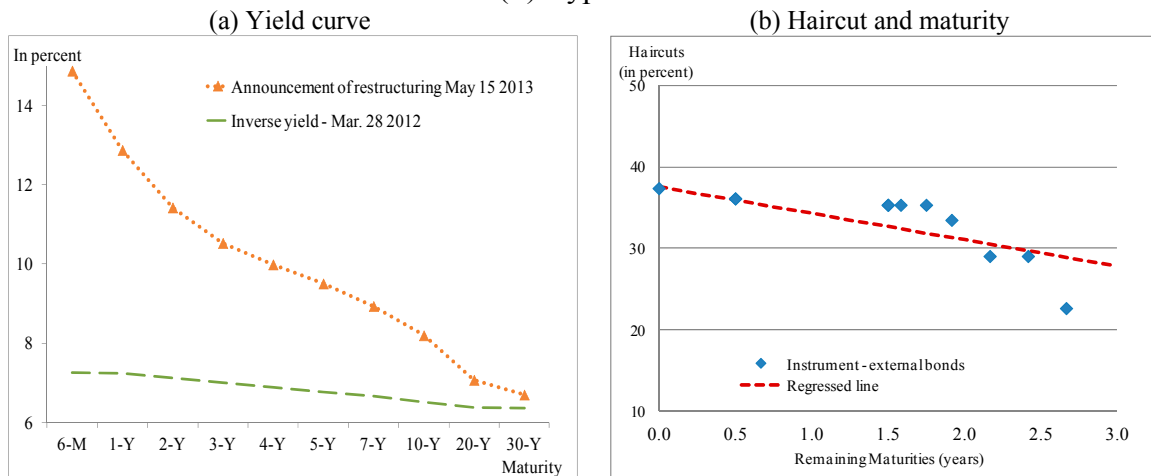 (a) Yield curve
(b) Haircut and maturity
In percent
14
12
10
8
6
Announcement of restructuring May 15 2013
Inverse yield - Mar. 28 2012
6-M 1-Y 2-Y 3-Y 4-Y 5-Y 7-Y 10-Y 20-Y 30-Y
Maturity
Haircuts
(in percent)
50
40
30
20
10
Instrument - external bonds
Regressed line
0.0 0.5 1.0 1.5 2.0 2.5 3.0
Remaining Maturities (years)